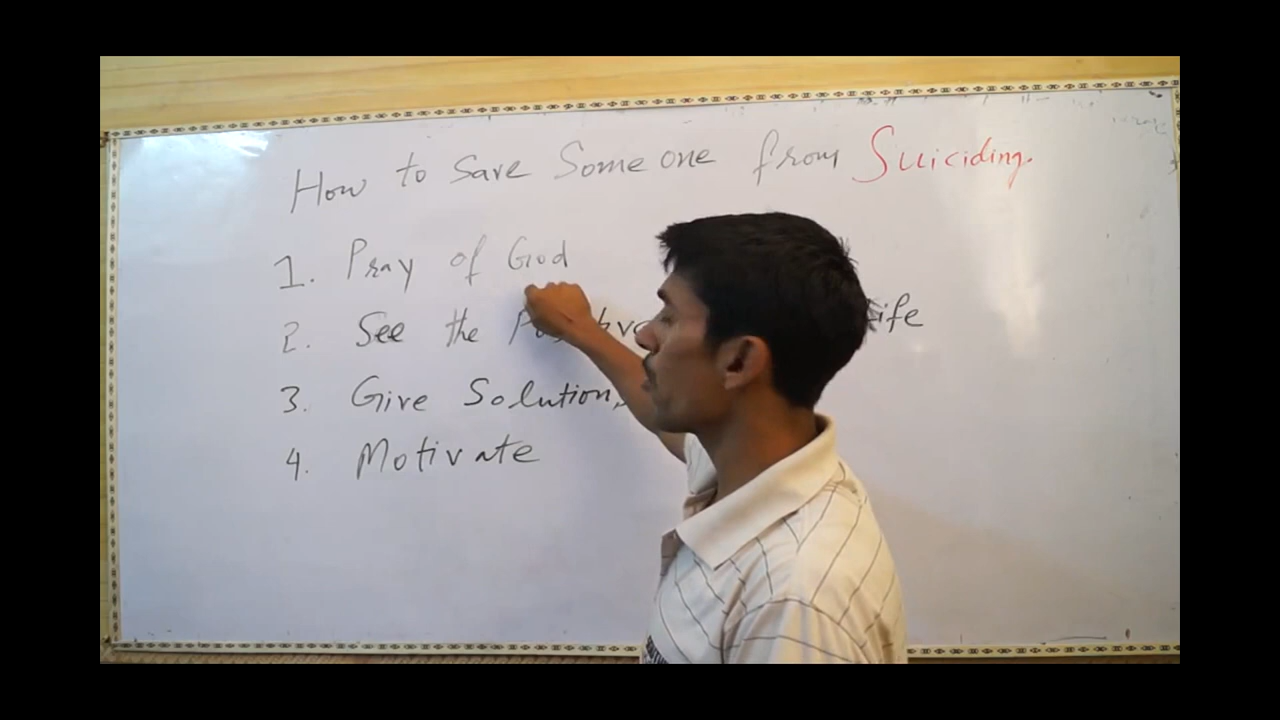 How to Save Some one from Suiciding.
1. Pray of God
2. See the Life
3. Give Solution,
4. Motivate